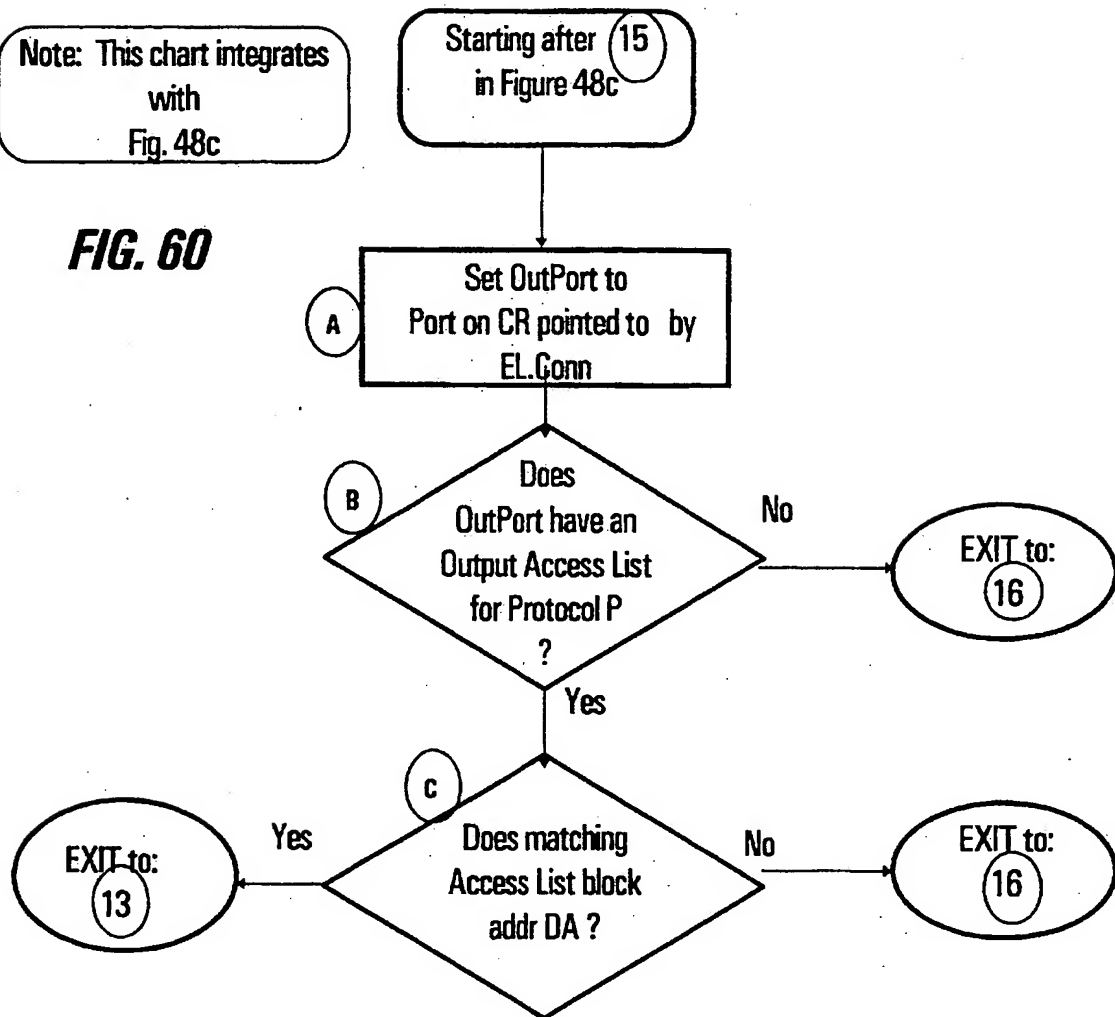 Note: This chart integrates
with
Fig. 48c
Starting after 15
in Figure 48c
FIG. 60
A
Set OutPort to
Port on CR pointed to by
EL.Conn
B
Does
OutPort have an
Output Access List
for Protocol P
?
No
EXIT to:
16
Yes
C
Does matching
Access List block
addr DA ?
Yes
EXIT to:
13
No
EXIT to:
16